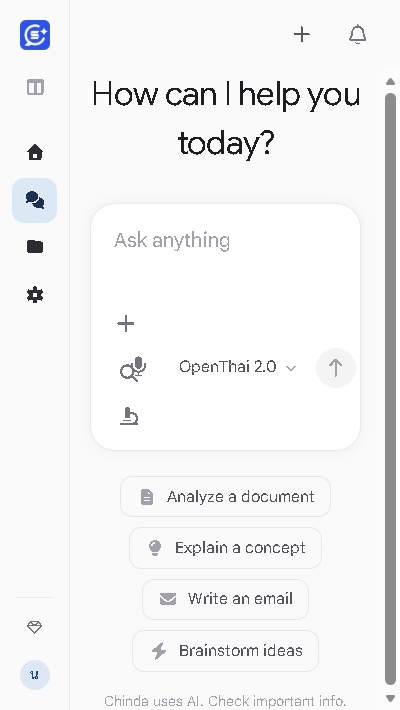 How can I help you
today?
Ask anything
OpenThai 2.0
Analyze a document
Explain a concept
Write an email
Brainstorm ideas
Chinda uses AI. Check important info.
น